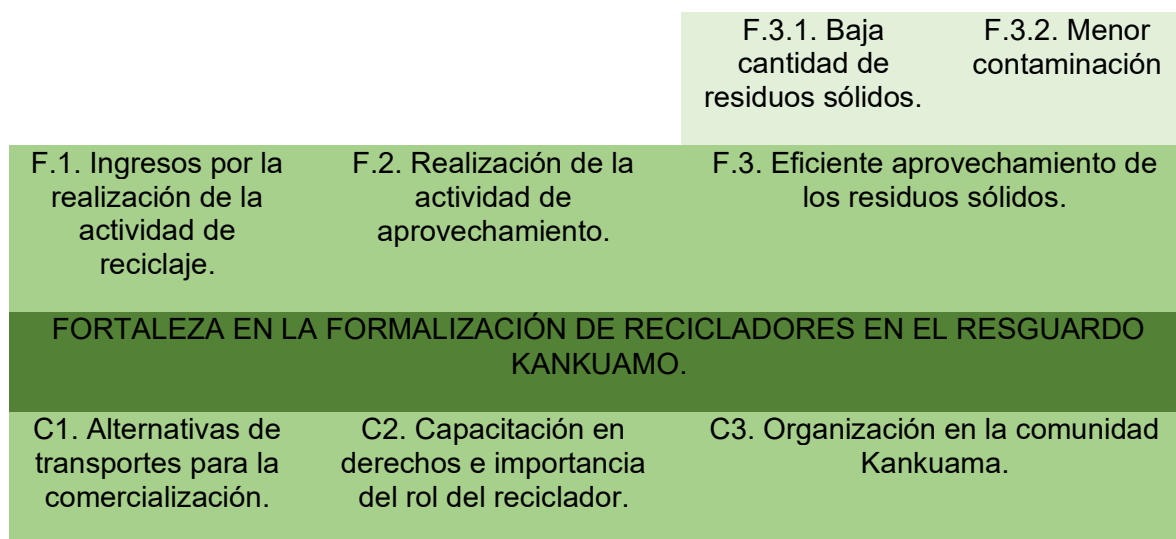 F.3.1. Baja
cantidad de
residuos sólidos.
F.3.2. Menor
contaminación
F.1. Ingresos por la
realización de la
actividad de
reciclaje.
F.2. Realización de la
actividad de
aprovechamiento.
F.3. Eficiente aprovechamiento de
los residuos sólidos.
FORTALEZA EN LA FORMALIZACIÓN DE RECICLADORES EN EL RESGUARDO
KANKUAMO.
C1. Alternativas de
transportes para la
comercialización.
C2. Capacitación en
derechos e importancia
del rol del reciclador.
C3. Organización en la comunidad
Kankuama.